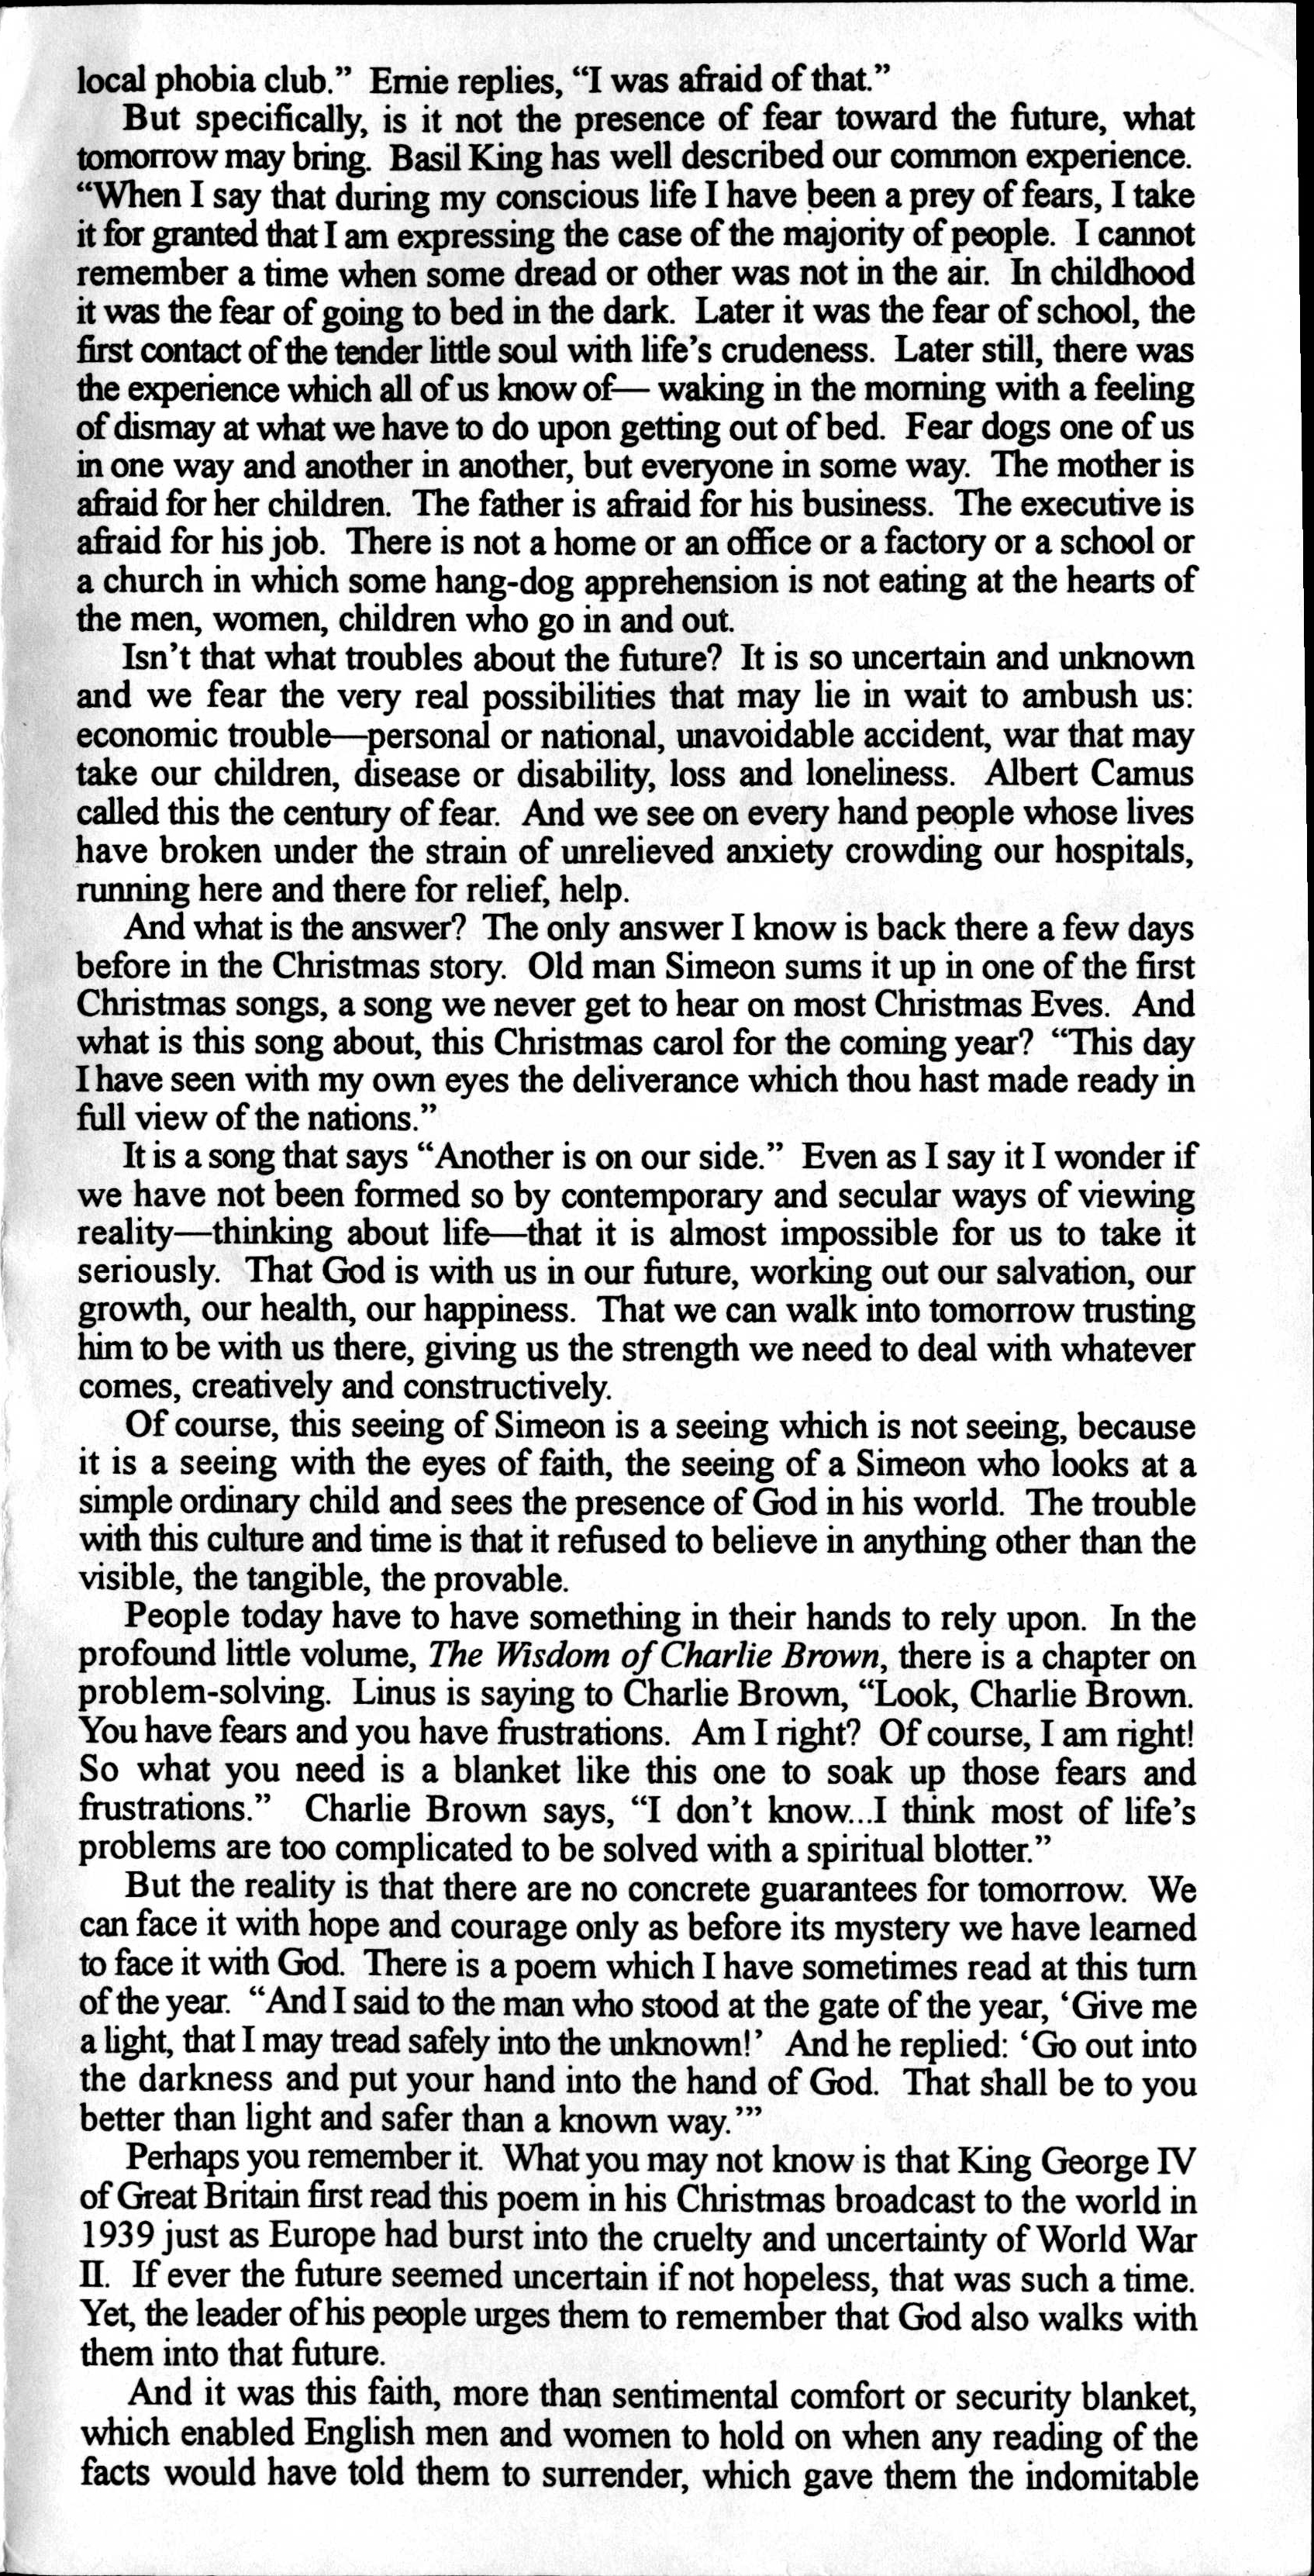 local phobia club.” Ernie replies, “I was afraid of that.”
But specifically, is it not the presence of fear toward the future, what
tomorrow may bring. Basil King has well described our common experience.
“When I say that during my conscious life I have been a prey of fears, I take
it for granted that I am expressing the case of the majority of people. I cannot
remember a time when some dread or other was not in the air. In childhood
it was the fear of going to bed in the dark. Later it was the fear of school, the
first contact of the tender little soul with life’s crudeness. Later still, there was
the experience which all of us know of— waking in the morning with a feeling
of dismay at what we have to do upon getting out of bed. Fear dogs one of us
in one way and another in another, but everyone in some way. The mother is
afraid for her children. The father is afraid for his business. The executive is
afraid for his job. There is not a home or an office or a factory or a school or
a church in which some hang-dog apprehension is not eating at the hearts of
the men, women, children who go in and out.
Isn’t that what troubles about the future? It is so uncertain and unknown
and we fear the very real possibilities that may lie in wait to ambush us:
economic trouble—personal or national, unavoidable accident, war that may
take our children, disease or disability, loss and loneliness. Albert Camus
called this the century of fear. And we see on every hand people whose lives
have broken under the strain of unrelieved anxiety crowding our hospitals,
running here and there for relief, help.
And what is the answer? The only answer I know is back there a few days
before in the Christmas story. Old man Simeon sums it up in one of the first
Christmas songs, a song we never get to hear on most Christmas Eves. And
what is this song about, this Christmas carol for the coming year? “This day
I have seen with my own eyes the deliverance which thou hast made ready in
full view of the nations.”
It is a song that says “Another is on our side.” Even as I say it I wonder if
we have not been formed so by contemporary and secular ways of viewing
reality—thinking about life—that it is almost impossible for us to take it
seriously. That God is with us in our future, working out our salvation, our
growth, our health, our happiness. That we can walk into tomorrow trusting
him to be with us there, giving us the strength we need to deal with whatever
comes, creatively and constructively.
Of course, this seeing of Simeon is a seeing which is not seeing, because
it is a seeing with the eyes of faith, the seeing of a Simeon who looks at a
simple ordinary child and sees the presence of God in his world. The trouble
with this culture and time is that it refused to believe in anything other than the
visible, the tangible, the provable.
People today have to have something in their hands to rely upon. In the
profound little volume, The Wisdom of Charlie Brown, there is a chapter on
problem-solving. Linus is saying to Charlie Brown, “Look, Charlie Brown.
You have fears and you have frustrations. Am I right? Of course, I am right!
So what you need is a blanket like this one to soak up those fears and
frustrations.” Charlie Brown says, “I don’t know...I think most of life’s
problems are too complicated to be solved with a spiritual blotter.”
But the reality is that there are no concrete guarantees for tomorrow. We
can face it with hope and courage only as before its mystery we have learned
to face it with God. There is a poem which I have sometimes read at this turn
of the year. “And I said to the man who stood at the gate of the year, ‘Give me
a light, that I may tread safely into the unknown!’ And he replied: ‘Go out into
the darkness and put your hand into the hand of God. That shall be to you
better than light and safer than a known way.’”
Perhaps you remember it. What you may not know is that King George IV
of Great Britain first read this poem in his Christmas broadcast to the world in
1939 just as Europe had burst into the cruelty and uncertainty of World War
II. If ever the future seemed uncertain if not hopeless, that was such a time.
Yet, the leader of his people urges them to remember that God also walks with
them into that future.
And it was this faith, more than sentimental comfort or security blanket,
which enabled English men and women to hold on when any reading of the
facts would have told them to surrender, which gave them the indomitable